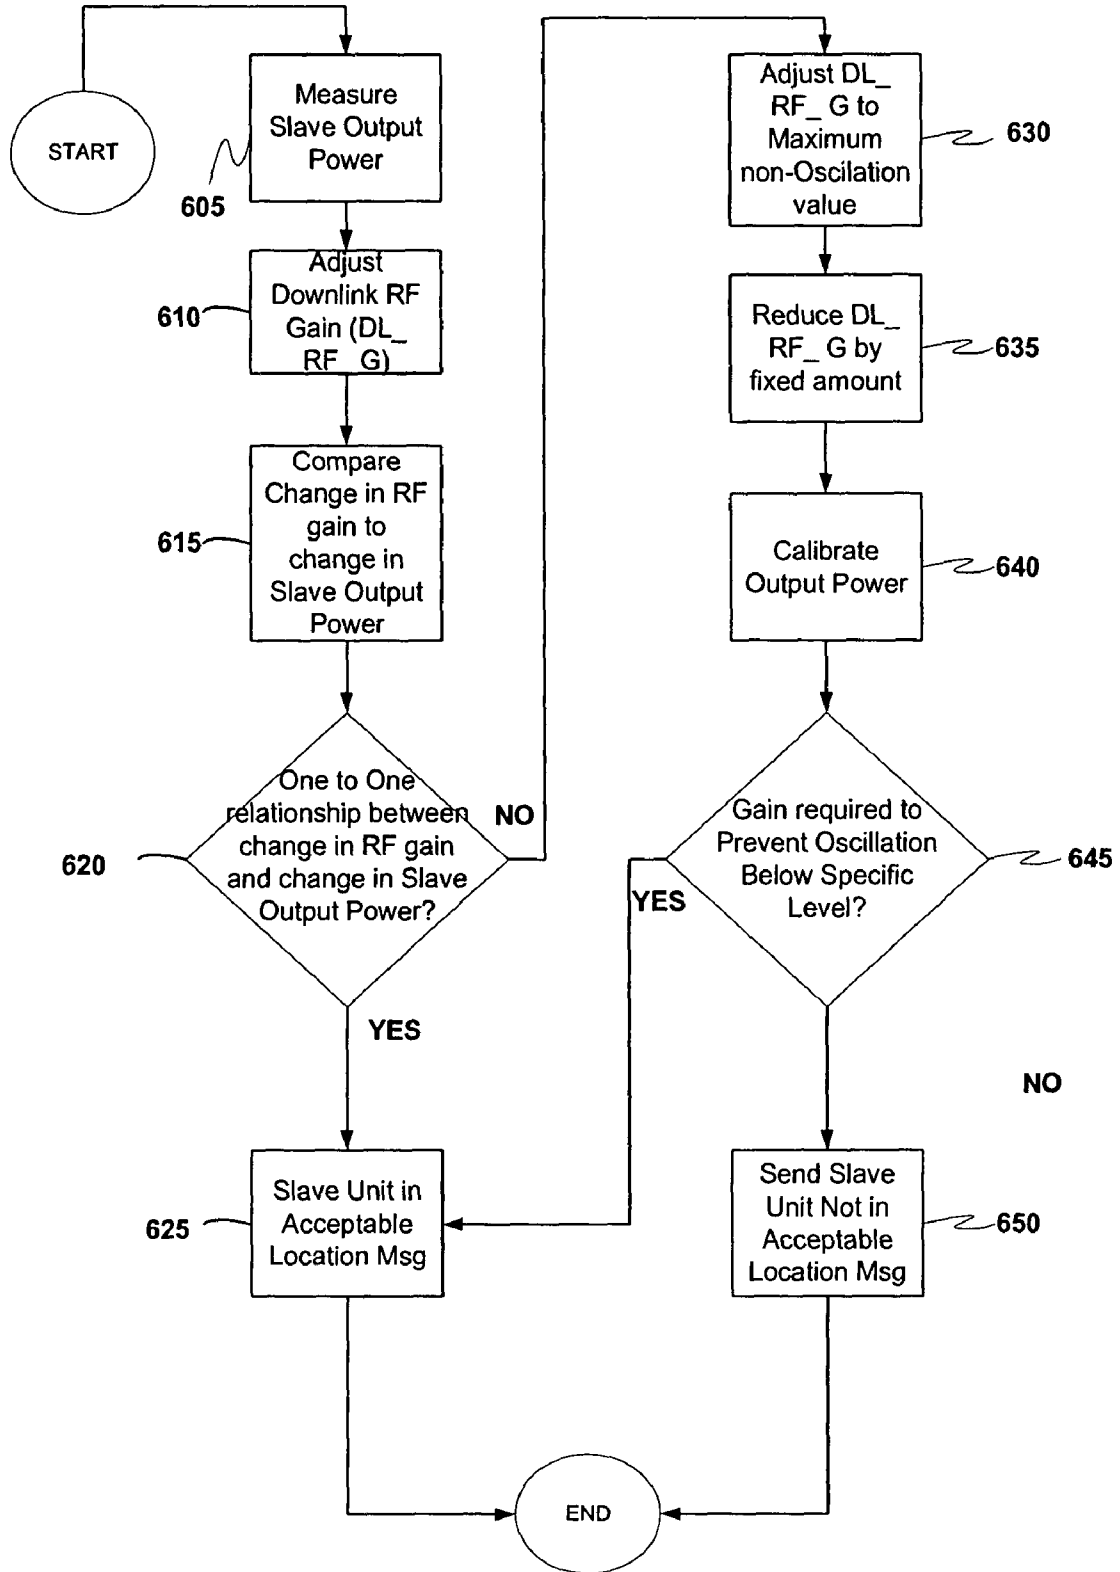 START
Measure
Slave Output
Power
605
Adjust
Downlink RF
Gain (DL_
RF_ G)
610
Compare
Change in RF
gain to
change in
Slave Output
Power
615
One to One
relationship between
change in RF gain
and change in Slave
Output Power?
620
NO
YES
Slave Unit in
Acceptable
Location Msg
625
Adjust DL_
RF_ G to
Maximum
non-Oscilation
value
630
Reduce DL_
RF_ G by
fixed amount
635
Calibrate
Output Power
640
Gain required to
Prevent Oscillation
Below Specific
Level?
645
YES
NO
Send Slave
Unit Not in
Acceptable
Location Msg
650
END